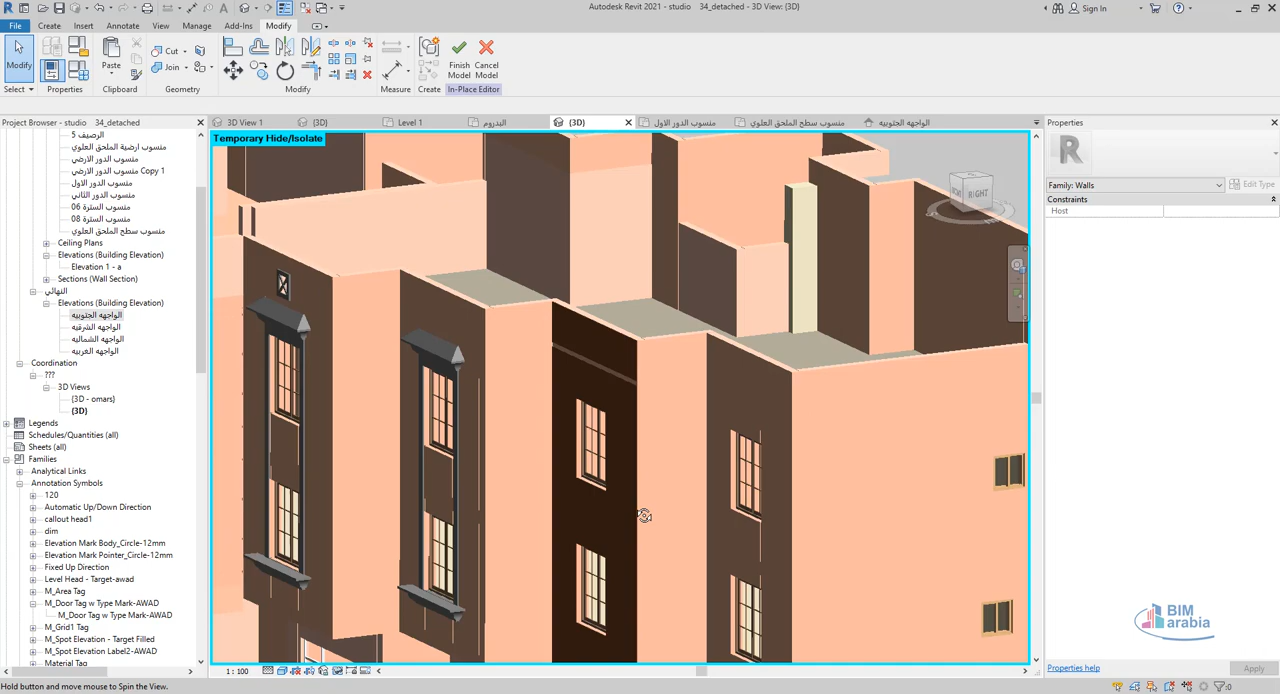 Autodesk Revit 2021 - studio    34_detached - 3D View: {3D}
Sign In
File Create Insert Annotate View Manage Add-Ins Modify
Modify
Paste
Cut
Join
Finish Model
Cancel Model
Select Properties Clipboard Geometry Modify Measure Create In-Place Editor
Project Browser - studio    34_detached
3D View 1
{3D}
Level 1
البدروم
{3D}
منسوب الدور الاول
منسوب سطح الملحق العلوي
الواجهه الجنوبيه
Properties
Temporary Hide/Isolate
الرصيف 5
منسوب ارضية الملحق العلوي
منسوب الدور الارضي
منسوب الدور الارضي Copy 1
منسوب الدور الاول
منسوب الدور الثاني
منسوب السترة 06
منسوب السترة 08
منسوب سطح الملحق العلوي
Ceiling Plans
Elevations (Building Elevation)
Elevation 1 - a
Sections (Wall Section)
النهائي
Elevations (Building Elevation)
الواجهه الجنوبيه
الواجهه الشرقيه
الواجهه الشماليه
الواجهه الغربيه
Coordination
???
3D Views
{3D - omars}
{3D}
Legends
Schedules/Quantities (all)
Sheets (all)
Families
Analytical Links
Annotation Symbols
120
Automatic Up/Down Direction
callout head1
dim
Elevation Mark Body_Circle-12mm
Elevation Mark Pointer_Circle-12mm
Fixed Up Direction
Level Head - Target-awad
M_Area Tag
M_Door Tag w Type Mark-AWAD
M_Door Tag w Type Mark-AWAD
M_Grid1 Tag
M_Spot Elevation - Target Filled
M_Spot Elevation Label2-AWAD
Material Tag
RIGHT
Family: Walls
Edit Type
Constraints
Host
BIM
arabia
Properties help
Apply
1 : 100
Hold button and move mouse to Spin the View.
:0